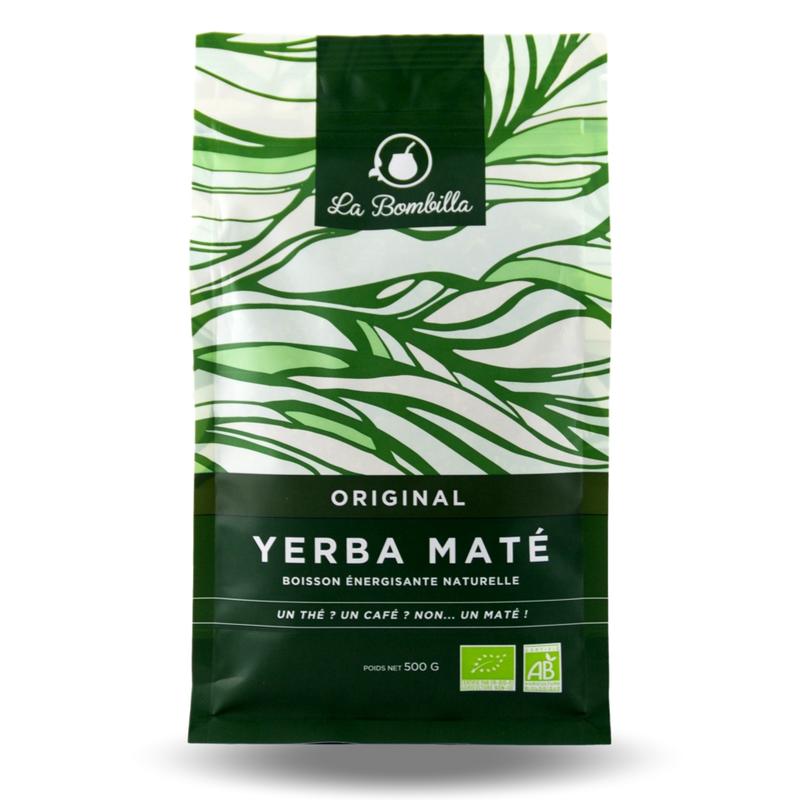 La Bombilla
ORIGINAL
YERBA MATÉ
BOISSON ÉNERGISANTE NATURELLE
UN THÉ ? UN CAFÉ ? NON... UN MATÉ !
POIDS NET 500 G
AB